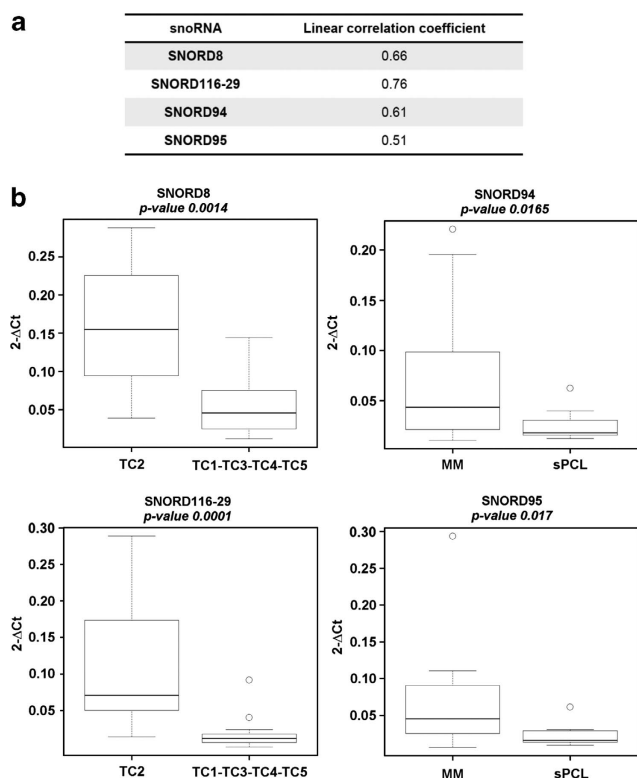 a
snoRNA Linear correlation coefficient
SNORD8 0.66
SNORD116-29 0.76
SNORD94 0.61
SNORD95 0.51
b
SNORD8
p-value 0.0014
2-ΔCt
0.25
0.20
0.15
0.10
0.05
TC2 TC1-TC3-TC4-TC5
SNORD94
p-value 0.0165
2-ΔCt
0.20
0.15
0.10
0.05
MM sPCL
SNORD116-29
p-value 0.0001
2-ΔCt
0.30
0.25
0.20
0.15
0.10
0.05
TC2 TC1-TC3-TC4-TC5
SNORD95
p-value 0.017
2-ΔCt
0.30
0.25
0.20
0.15
0.10
0.05
MM sPCL